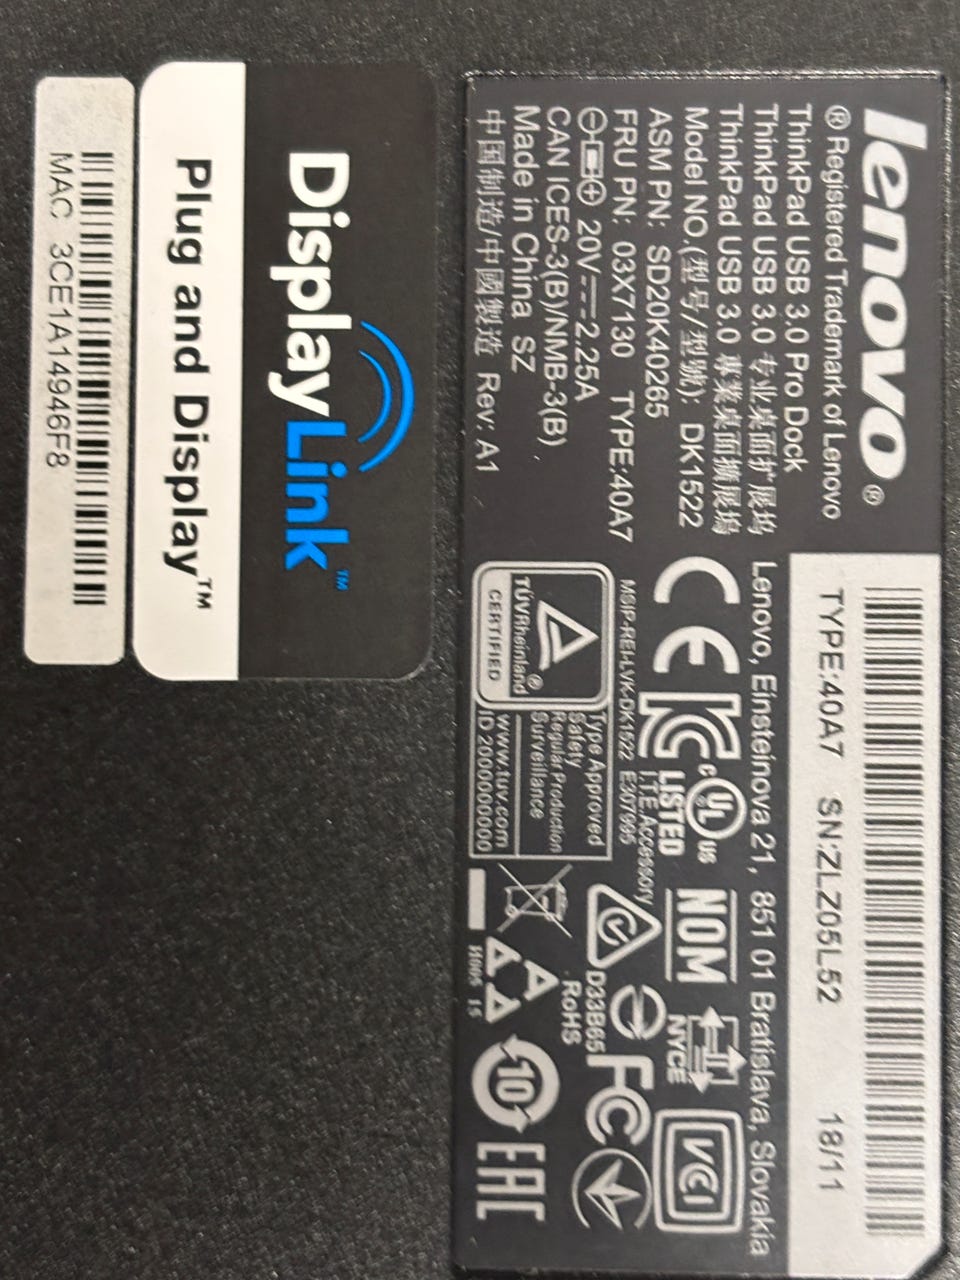 lenovo®
® Registered Trademark of Lenovo
ThinkPad USB 3.0 Pro Dock
ThinkPad USB 3.0 专业桌面扩展坞
ThinkPad USB 3.0 專業桌面擴展塢
Model NO.(型号/型號): DK1522
ASM PN: SD20K40265
FRU PN: 03X7130 TYPE:40A7
20V⎓2.25A
CAN ICES-3(B)/NMB-3(B)
Made in China SZ
中国制造/中國製造 Rev: A1
TYPE:40A7 SN:ZLZ05L52 18/11
Lenovo, Einsteinova 21, 851 01 Bratislava, Slovakia
CE
C UL US
LISTED
I.T.E.Accessory
E307995
MSIP-REI-LVK-DK1522
NOM
NYCE
VCI
TÜVRheinland®
CERTIFIED
Type Approved
Safety
Regular Production
Surveillance
www.tuv.com
ID 2000000000
D33B65
RoHS
FC
10
EAC
DisplayLink™
Plug and Display™
MAC 3CE1A14946F8